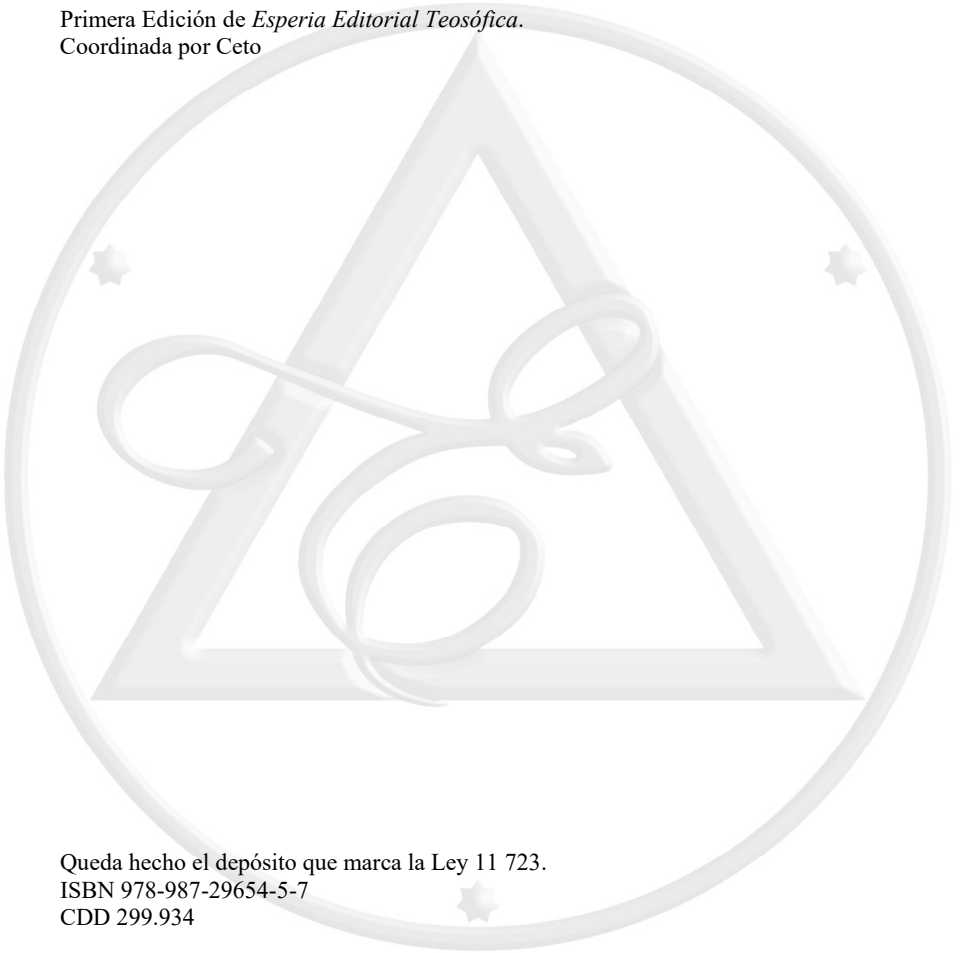 Primera Edición de Esperia Editorial Teosófica.
Coordinada por Ceto
Queda hecho el depósito que marca la Ley 11 723.
ISBN 978-987-29654-5-7
CDD 299.934